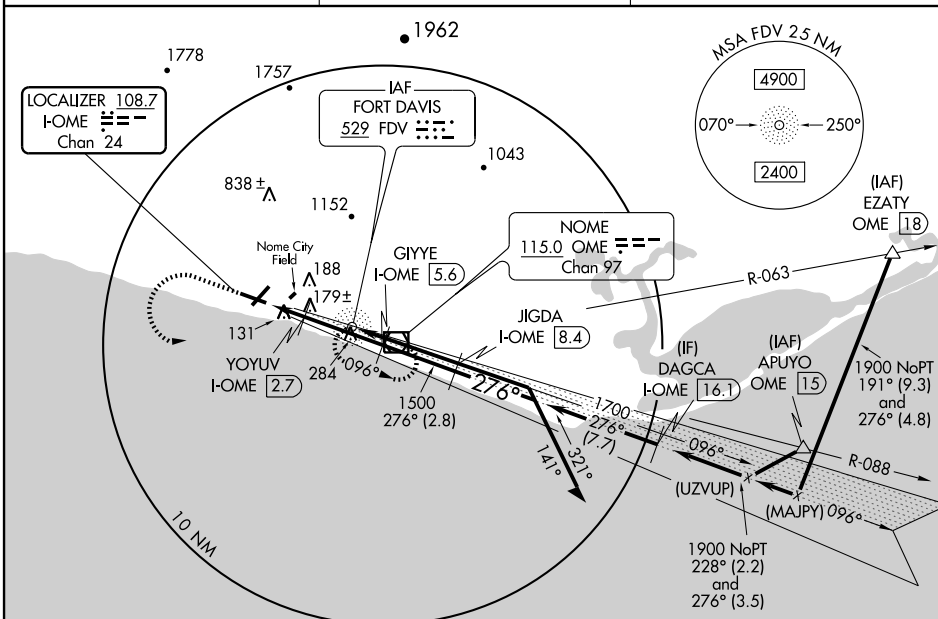 1962
1778
1757
LOCALIZER 108.7
I-OME
Chan 24
IAF
FORT DAVIS
529 FDV
MSA FDV 25 NM
4900
070°
250°
2400
1043
838 ±
1152
(IAF)
EZATY
OME 18
NOME
115.0 OME
Chan 97
Nome City
Field
188
179±
GIYYE
I-OME 5.6
R-063
131
YOYUV
I-OME 2.7
284
096°
JIGDA
I-OME 8.4
(IF)
DAGCA
I-OME 16.1
(IAF)
APUYO
OME 15
1900 NoPT
191° (9.3)
and
276° (4.8)
276°
1500
276° (2.8)
1700
276°
(7.7)
096°
R-088
141°
321°
(UZVUP)
(MAJPY)
096°
10 NM
1900 NoPT
228° (2.2)
and
276° (3.5)